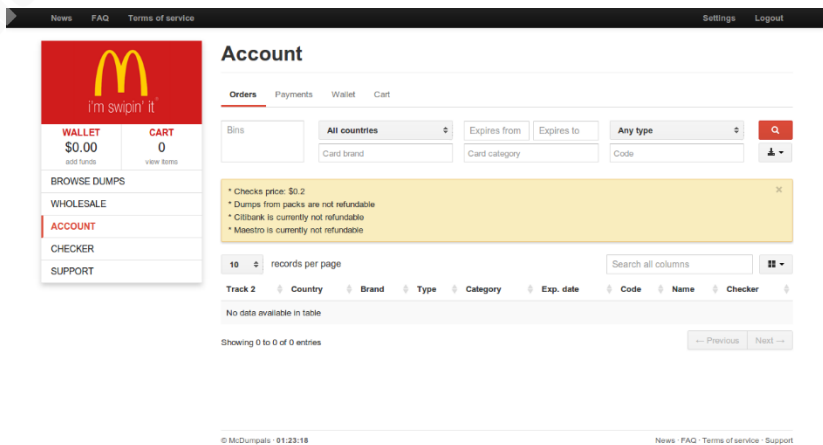 News FAQ Terms of service Settings Logout
i'm swipin' it
WALLET CART
$0.00 0
add funds view items
BROWSE DUMPS
WHOLESALE
ACCOUNT
CHECKER
SUPPORT
Account
Orders Payments Wallet Cart
Bins All countries Expires from Expires to Any type
Card brand Card category Code
* Checks price: $0.2
* Dumps from packs are not refundable
* Citibank is currently not refundable
* Maestro is currently not refundable
10 records per page Search all columns
Track 2 Country Brand Type Category Exp. date Code Name Checker
No data available in table
Showing 0 to 0 of 0 entries ← Previous Next →
© McDumpals · 01:23:18 News · FAQ · Terms of service · Support